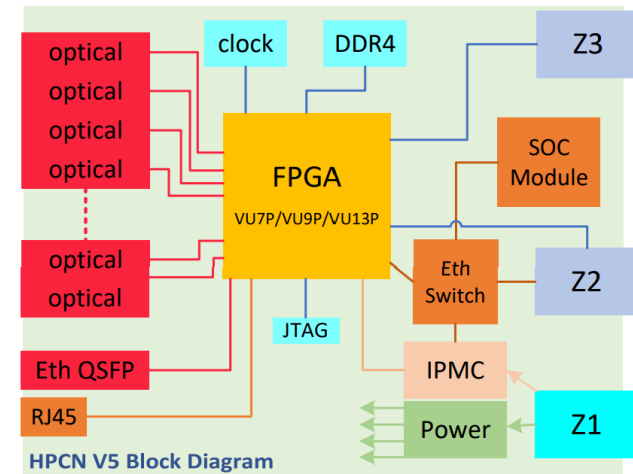 optical
optical
optical
optical
optical
optical
Eth QSFP
RJ45
clock
DDR4
FPGA
VU7P/VU9P/VU13P
JTAG
Z3
SOC
Module
Eth
Switch
Z2
IPMC
Power
Z1
HPCN V5 Block Diagram